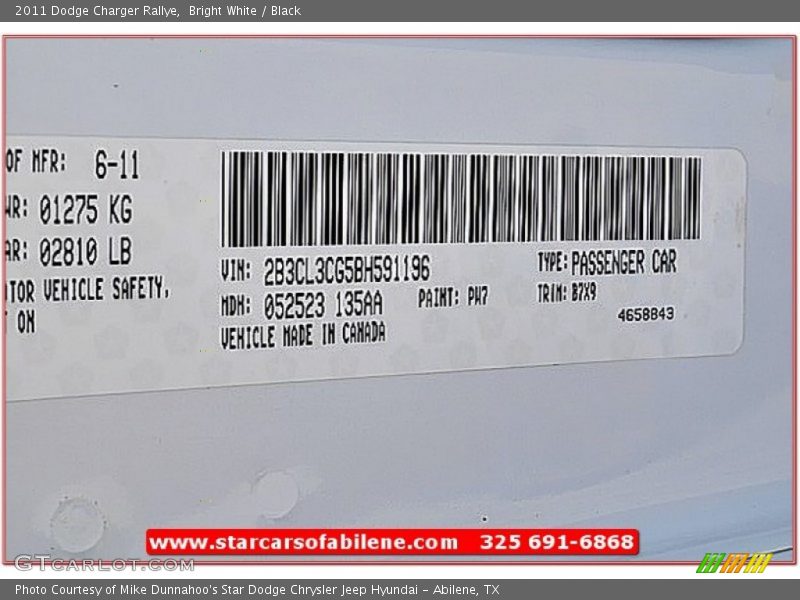 2011 Dodge Charger Rallye, Bright White / Black
OF MFR: 6-11
WR: 01275 KG
AR: 02810 LB
TOR VEHICLE SAFETY,
ON
VIN: 2B3CL3CG5BH591196
TYPE: PASSENGER CAR
MDH: 052523 135AA
PAINT: PW7
TRIM: B7X9
VEHICLE MADE IN CANADA
4658843
www.starcarsofabilene.com 325 691-6868
GTCARLOT.COM
Photo Courtesy of Mike Dunnahoo's Star Dodge Chrysler Jeep Hyundai - Abilene, TX